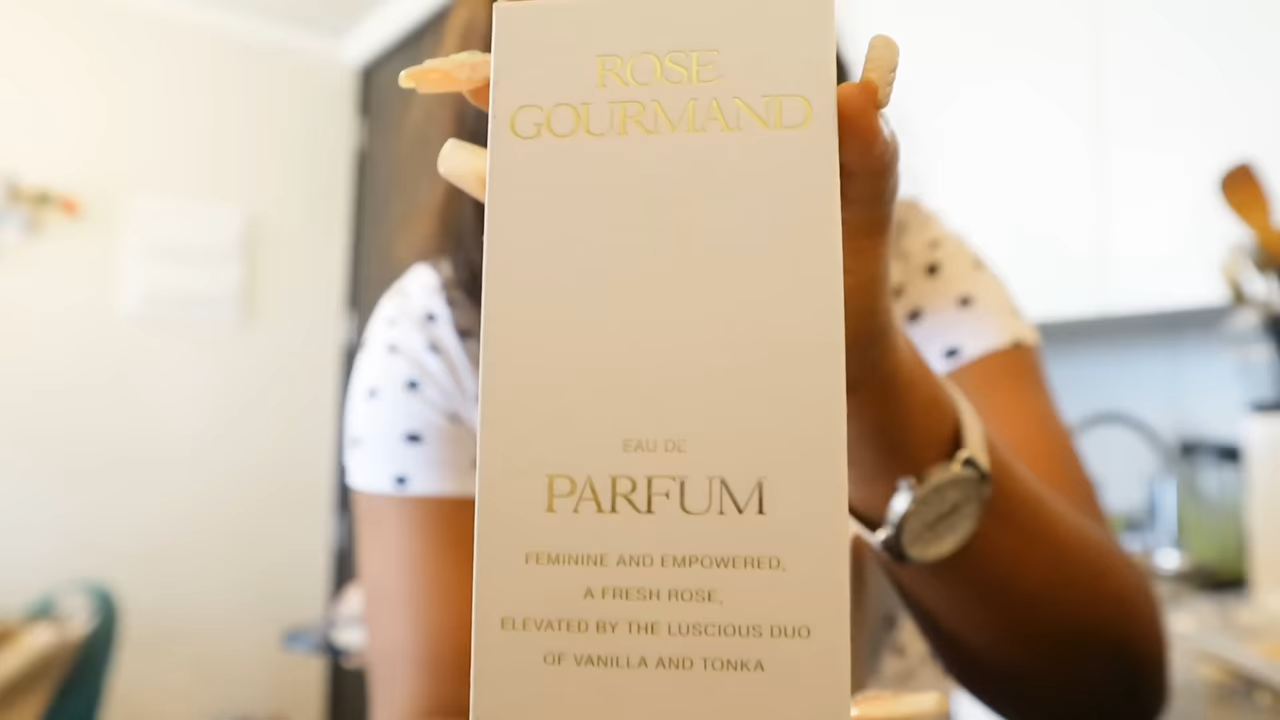 ROSE
GOURMAND
EAU DE
PARFUM
FEMININE AND EMPOWERED,
A FRESH ROSE,
ELEVATED BY THE LUSCIOUS DUO
OF VANILLA AND TONKA